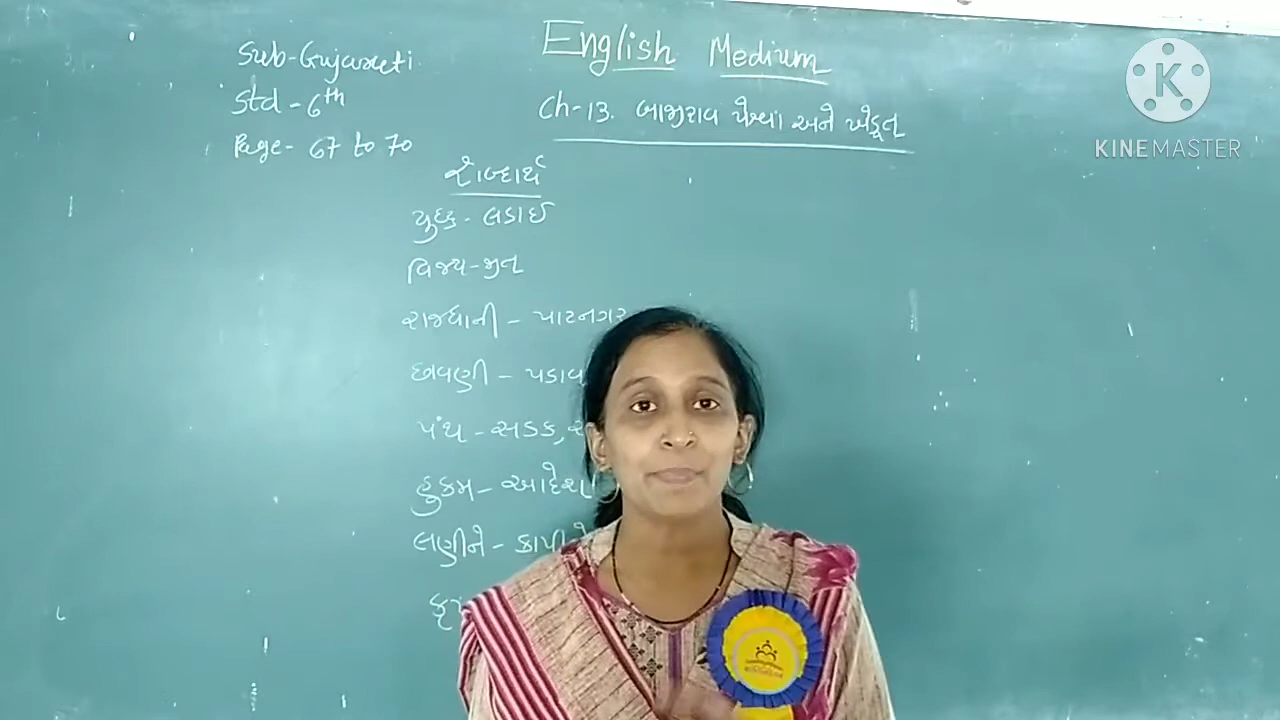 Sub-Gujarati
Std - 6th
Page - 67 to 70
English Medium
Ch-13. બાજીરાવ પેશ્વા અને ખેડૂત
શબ્દાર્થ
યુદ્ધ - લડાઈ
વિજય - જીત
રાજધાની - પાટનગર
છાવણી - પડાવ
પંથ - સડક,
હુકમ - આદેશ
લણીને - કાપીને
KINEMASTER